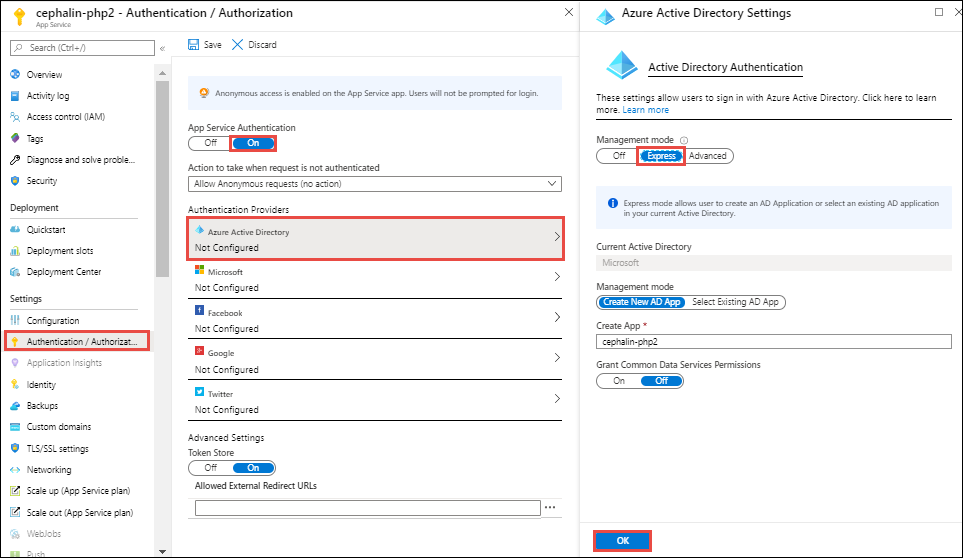 cephalin-php2 - Authentication / Authorization
App Service
Search (Ctrl+/)
Overview
Activity log
Access control (IAM)
Tags
Diagnose and solve proble...
Security
Deployment
Quickstart
Deployment slots
Deployment Center
Settings
Configuration
Authentication / Authorizat...
Application Insights
Identity
Backups
Custom domains
TLS/SSL settings
Networking
Scale up (App Service plan)
Scale out (App Service plan)
WebJobs
Push
Save Discard
Anonymous access is enabled on the App Service app. Users will not be prompted for login.
App Service Authentication
Off On
Action to take when request is not authenticated
Allow Anonymous requests (no action)
Authentication Providers
Azure Active Directory
Not Configured
Microsoft
Not Configured
Facebook
Not Configured
Google
Not Configured
Twitter
Not Configured
Advanced Settings
Token Store
Off On
Allowed External Redirect URLs
Azure Active Directory Settings
Active Directory Authentication
These settings allow users to sign in with Azure Active Directory. Click here to learn
more. Learn more
Management mode
Off Express Advanced
Express mode allows user to create an AD Application or select an existing AD application
in your current Active Directory.
Current Active Directory
Microsoft
Management mode
Create New AD App Select Existing AD App
Create App *
cephalin-php2
Grant Common Data Services Permissions
On Off
OK